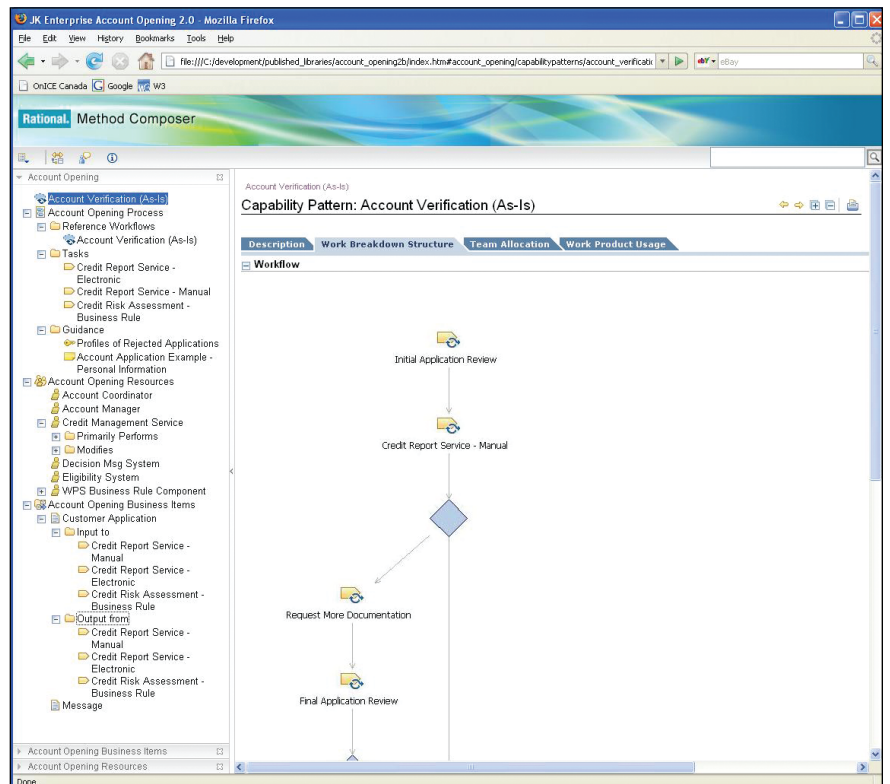 JK Enterprise Account Opening 2.0 - Mozilla Firefox
File Edit View History Bookmarks Tools Help
file:///C:/development/published_libraries/account_opening2b/index.htm#account_opening/capabilitypatterns/account_verificatic
eBay
OnICE Canada Google W3
Rational. Method Composer
Account Opening
Account Verification (As-Is)
Account Opening Process
Reference Workflows
Account Verification (As-Is)
Tasks
Credit Report Service -
Electronic
Credit Report Service - Manual
Credit Risk Assessment -
Business Rule
Guidance
Profiles of Rejected Applications
Account Application Example -
Personal Information
Account Opening Resources
Account Coordinator
Account Manager
Credit Management Service
Primarily Performs
Modifies
Decision Msg System
Eligibility System
WPS Business Rule Component
Account Opening Business Items
Customer Application
Input to
Credit Report Service -
Manual
Credit Report Service -
Electronic
Credit Risk Assessment -
Business Rule
Output from
Credit Report Service -
Manual
Credit Report Service -
Electronic
Credit Risk Assessment -
Business Rule
Message
Account Opening Business Items
Account Opening Resources
Account Verification (As-Is)
Capability Pattern: Account Verification (As-Is)
Description Work Breakdown Structure Team Allocation Work Product Usage
Workflow
Initial Application Review
Credit Report Service - Manual
Request More Documentation
Final Application Review
Done